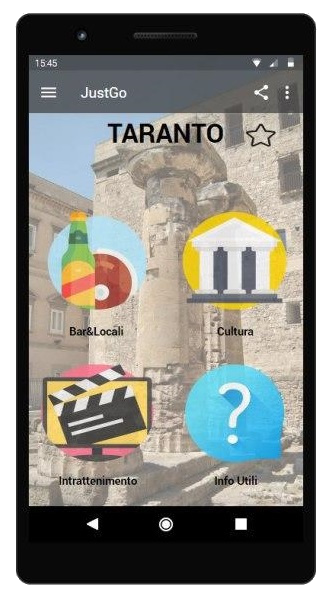 15:45
JustGo
TARANTO
Bar&Locali
Cultura
Intrattenimento
Info Utili